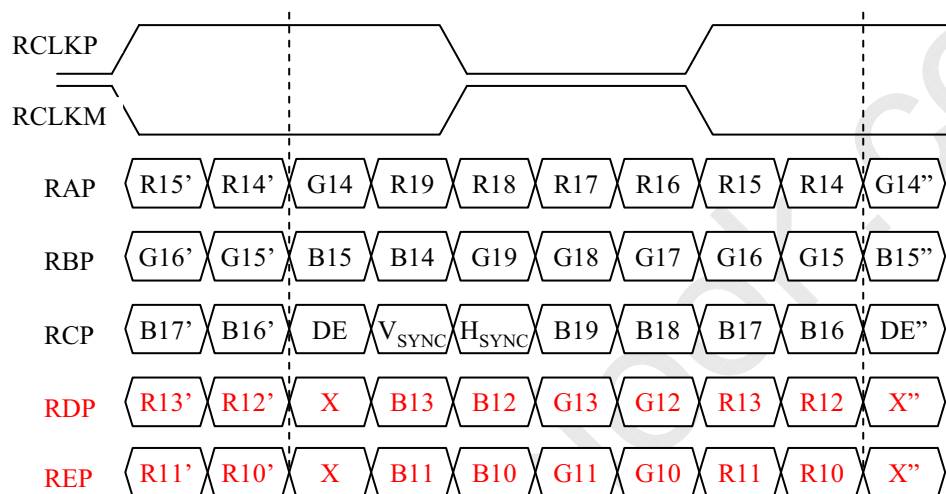 RCLKP
RCLKM
RAP R15’ R14’ G14 R19 R18 R17 R16 R15 R14 G14”
RBP G16’ G15’ B15 B14 G19 G18 G17 G16 G15 B15”
RCP B17’ B16’ DE VSYNC HSYNC B19 B18 B17 B16 DE”
RDP R13’ R12’ X B13 B12 G13 G12 R13 R12 X”
REP R11’ R10’ X B11 B10 G11 G10 R11 R10 X”